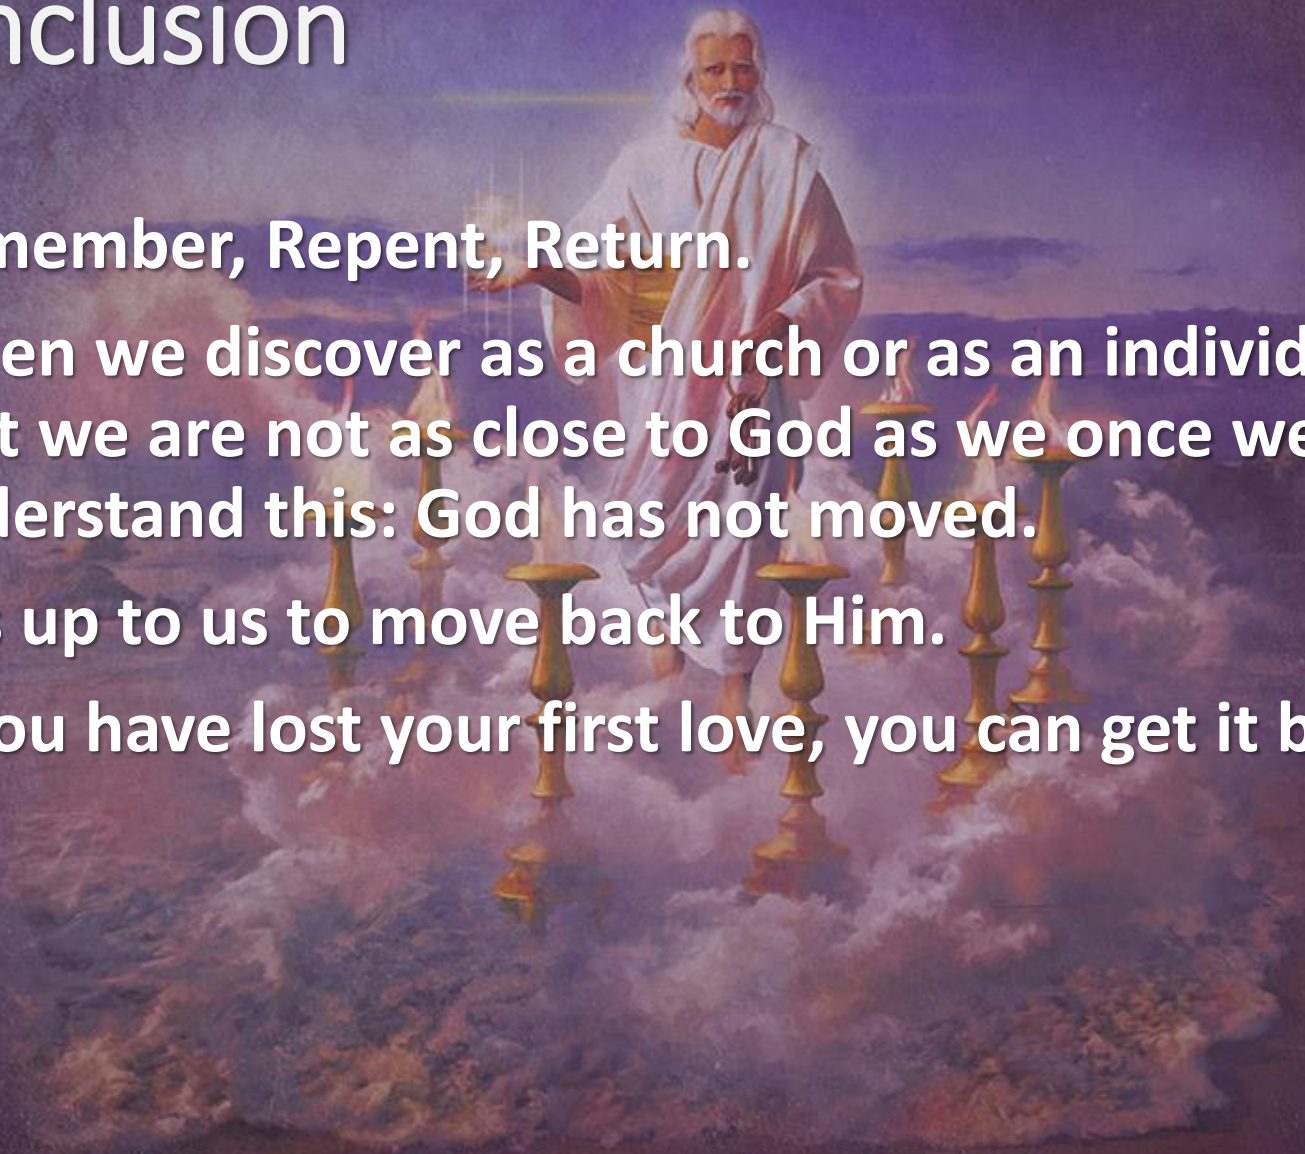 nclusion
member, Repent, Return.
en we discover as a church or as an individ
t we are not as close to God as we once we
derstand this: God has not moved.
s up to us to move back to Him.
ou have lost your first love, you can get it b